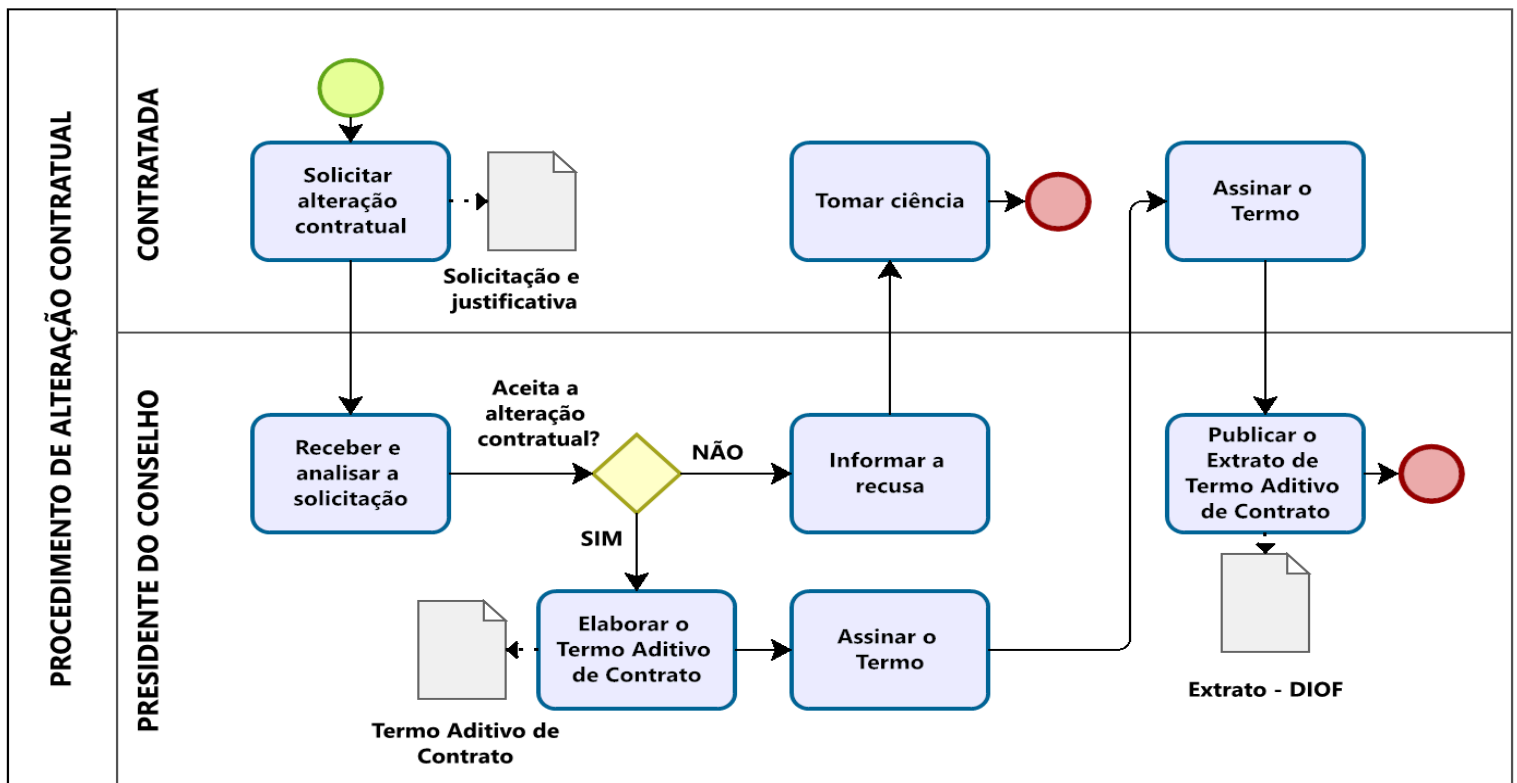 PROCEDIMENTO DE ALTERAÇÃO CONTRATUAL
CONTRATADA
Solicitar
alteração
contratual
Solicitação e
justificativa
Tomar ciência
Assinar o
Termo
PRESIDENTE DO CONSELHO
Receber e
analisar a
solicitação
Aceita a
alteração
contratual?
NÃO
SIM
Informar a
recusa
Elaborar o
Termo Aditivo
de Contrato
Termo Aditivo de
Contrato
Assinar o
Termo
Publicar o
Extrato de
Termo Aditivo
de Contrato
Extrato - DIOF